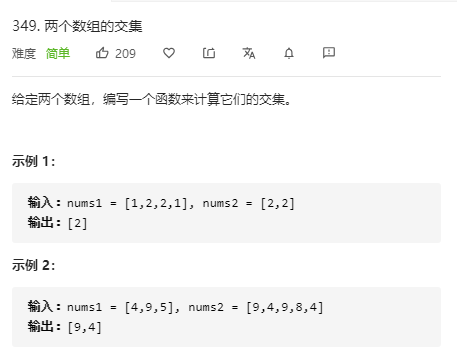 349. 两个数组的交集
难度 简单 209
给定两个数组，编写一个函数来计算它们的交集。
示例 1：
输入：nums1 = [1,2,2,1], nums2 = [2,2]
输出：[2]
示例 2：
输入：nums1 = [4,9,5], nums2 = [9,4,9,8,4]
输出：[9,4]